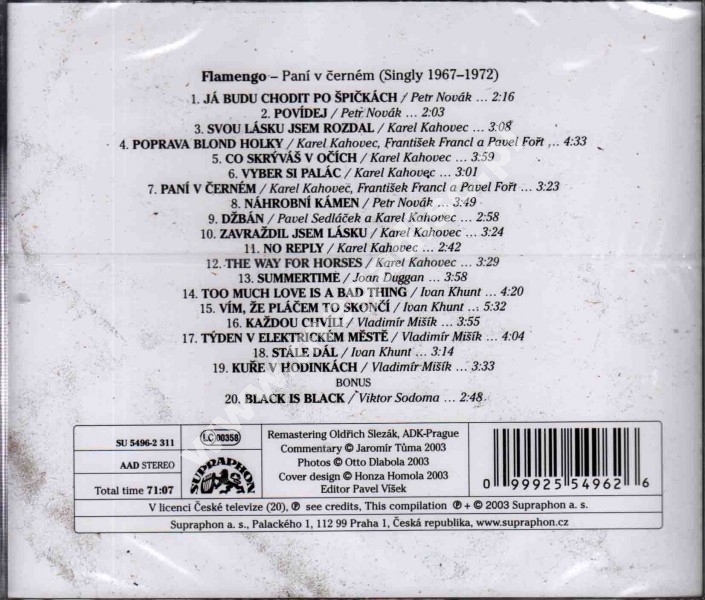 Flamengo – Paní v černém (Singly 1967–1972)
1. JÁ BUDU CHODIT PO ŠPIČKÁCH / Petr Novák ... 2:16
2. POVÍDEJ / Petr Novák ... 2:03
3. SVOU LÁSKU JSEM ROZDAL / Karel Kahovec ... 3:08
4. POPRAVA BLOND HOLKY / Karel Kahovec, František Francl a Pavel Fořt ... 4:33
5. CO SKRÝVÁŠ V OČÍCH / Karel Kahovec ... 3:59
6. VYBER SI PALÁC / Karel Kahovec ... 3:01
7. PANÍ V ČERNÉM / Karel Kahovec, František Francl a Pavel Fořt ... 3:23
8. NÁHROBNÍ KÁMEN / Petr Novák ... 3:49
9. DŽBÁN / Pavel Sedláček a Karel Kahovec ... 2:58
10. ZAVRAŽDIL JSEM LÁSKU / Karel Kahovec ... 3:24
11. NO REPLY / Karel Kahovec ... 2:42
12. THE WAY FOR HORSES / Karel Kahovec ... 3:29
13. SUMMERTIME / Joan Duggan ... 3:58
14. TOO MUCH LOVE IS A BAD THING / Ivan Khunt ... 4:20
15. VÍM, ŽE PLÁČEM TO SKONČÍ / Ivan Khunt ... 5:32
16. KAŽDOU CHVÍLI / Vladimír Mišík ... 3:55
17. TÝDEN V ELEKTRICKÉM MĚSTĚ / Vladimír Mišík ... 4:04
18. STÁLE DÁL / Ivan Khunt ... 3:14
19. KUŘE V HODINKÁCH / Vladimír Mišík ... 3:33
BONUS
20. BLACK IS BLACK / Viktor Sodoma ... 2:48
SU 5496-2 311
AAD STEREO
Total time 71:07
LC 00358
SUPRAPHON
Remastering Oldřich Slezák, ADK-Prague
Commentary © Jaromír Tůma 2003
Photos © Otto Dlabola 2003
Cover design © Honza Homola 2003
Editor Pavel Víšek
0 99925 54962 6
V licenci České televize (20), ℗ see credits, This compilation ℗ + © 2003 Supraphon a. s.
Supraphon a. s., Palackého 1, 112 99 Praha 1, Česká republika, www.supraphon.cz